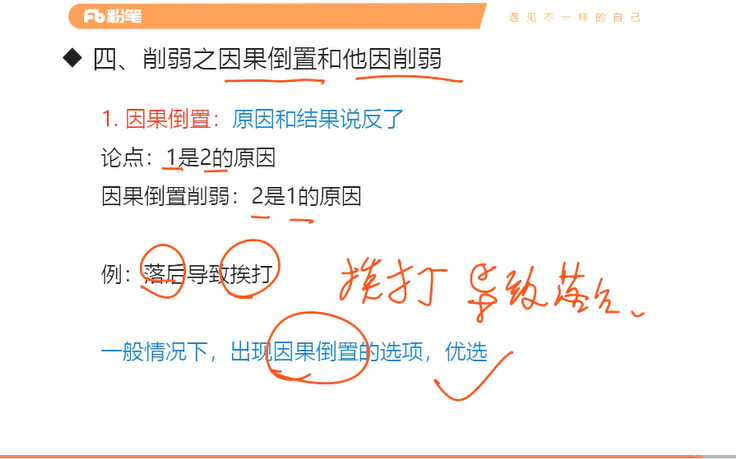 Fb粉笔
遇见不一样的自己
◆ 四、削弱之因果倒置和他因削弱
1. 因果倒置：原因和结果说反了
论点：1是2的原因
因果倒置削弱：2是1的原因
例：落后导致挨打
挨打导致落后、
一般情况下，出现因果倒置的选项，优选